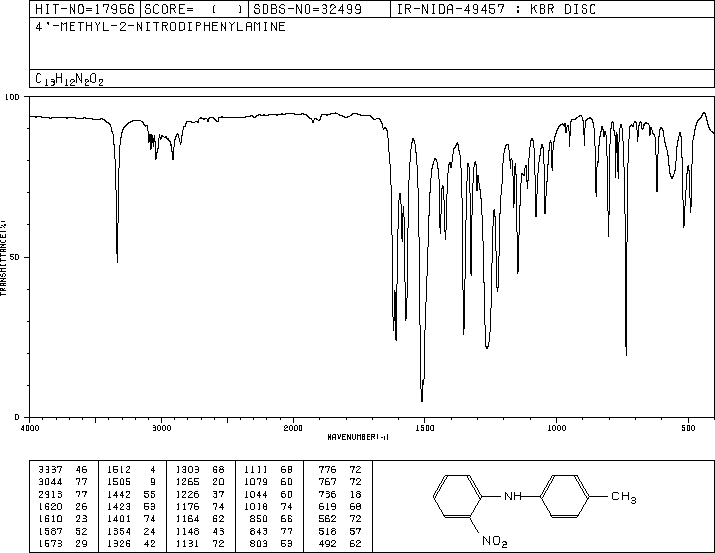 HIT-NO=17956 SCORE= ( ) SDBS-NO=32499 IR-NIDA-49457 : KBR DISC
4'-METHYL-2-NITRODIPHENYLAMINE
C13H12N2O2
100
50
0
TRANSMITTANCE(%)
4000 3000 2000 1500 1000 500
WAVENUMBER(-1)
3337 46 1512 4 1303 68 1111 68 776 72
3044 77 1505 9 1265 20 1079 60 767 72
2913 77 1442 55 1226 37 1044 60 736 18
1620 26 1423 53 1176 74 1018 74 619 68
1610 23 1401 74 1164 62 850 66 562 72
1587 52 1354 24 1148 43 843 77 518 57
1573 29 1326 42 1131 72 803 53 492 62
NH
CH3
NO2